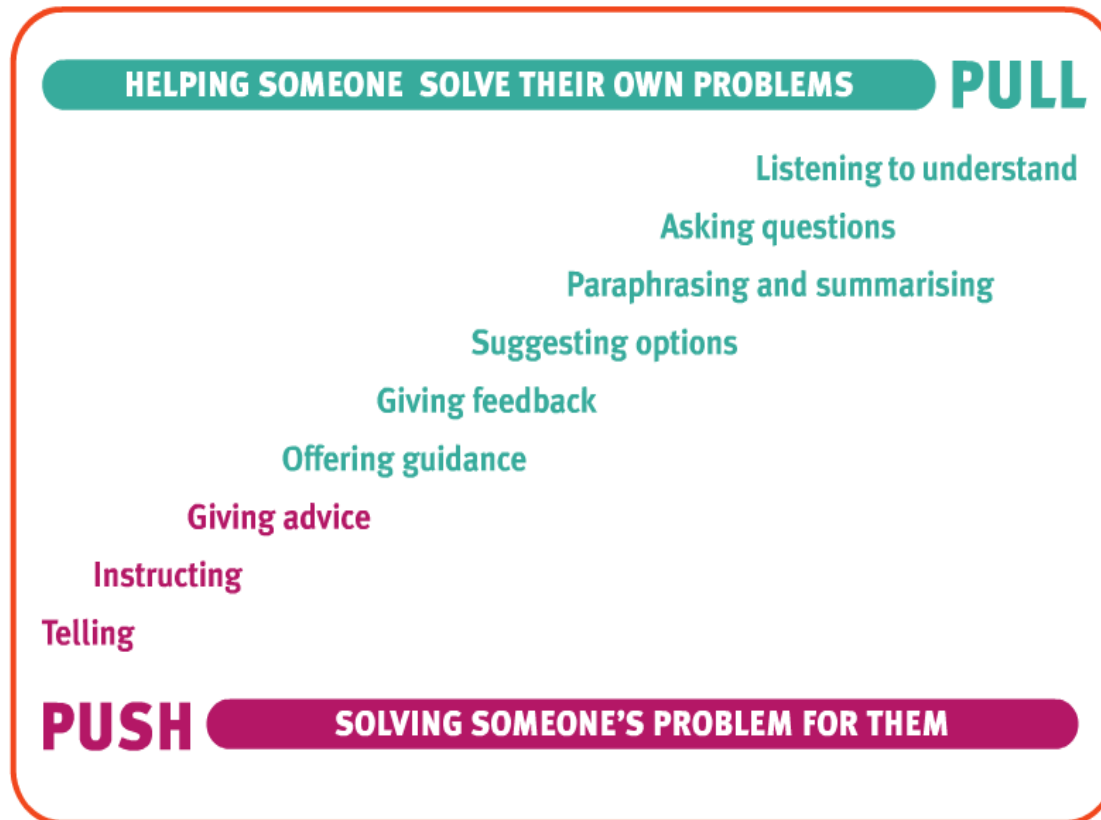 HELPING SOMEONE SOLVE THEIR OWN PROBLEMS PULL
Listening to understand
Asking questions
Paraphrasing and summarising
Suggesting options
Giving feedback
Offering guidance
Giving advice
Instructing
Telling
PUSH SOLVING SOMEONE'S PROBLEM FOR THEM